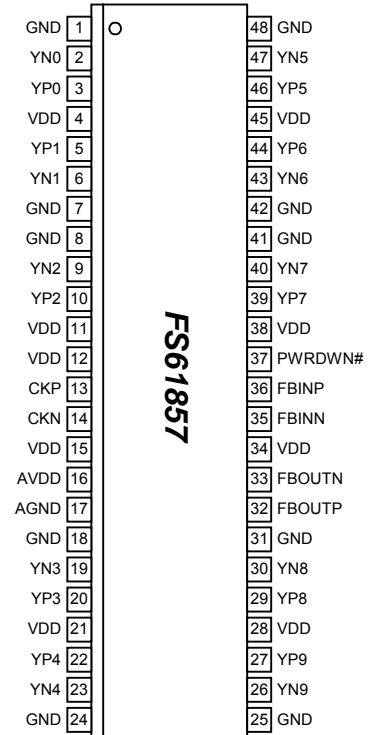 GND 1 48 GND
YN0 2 47 YN5
YP0 3 46 YP5
VDD 4 45 VDD
YP1 5 44 YP6
YN1 6 43 YN6
GND 7 42 GND
GND 8 41 GND
YN2 9 40 YN7
YP2 10 39 YP7
VDD 11 38 VDD
VDD 12 37 PWRDWN#
CKP 13 36 FBINP
CKN 14 35 FBINN
VDD 15 34 VDD
AVDD 16 33 FBOUTN
AGND 17 32 FBOUTP
GND 18 31 GND
YN3 19 30 YN8
YP3 20 29 YP8
VDD 21 28 VDD
YP4 22 27 YP9
YN4 23 26 YN9
GND 24 25 GND
FS61857